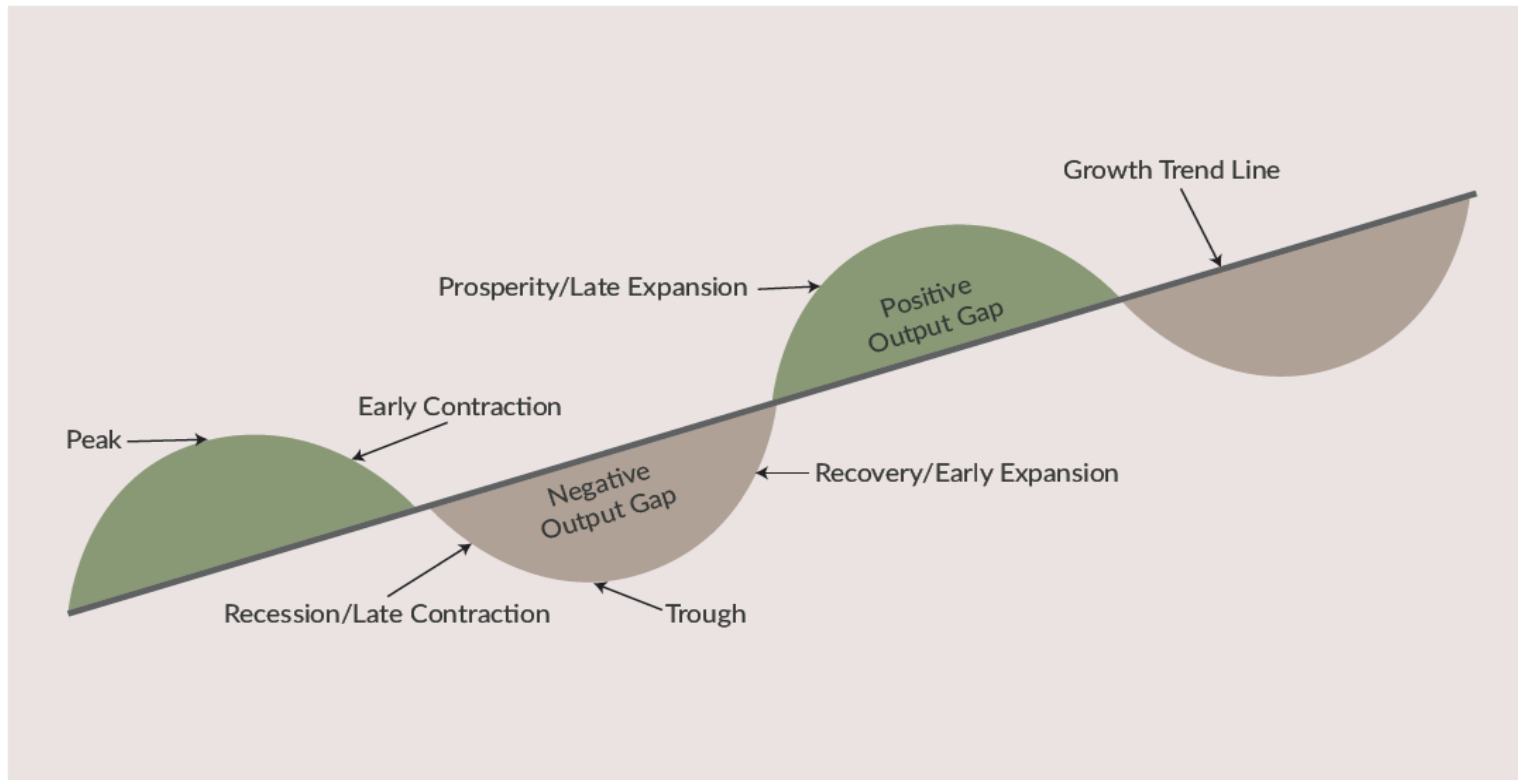 Growth Trend Line
Prosperity/Late Expansion
Positive
Output Gap
Early Contraction
Peak
Negative
Output Gap
Recovery/Early Expansion
Recession/Late Contraction
Trough